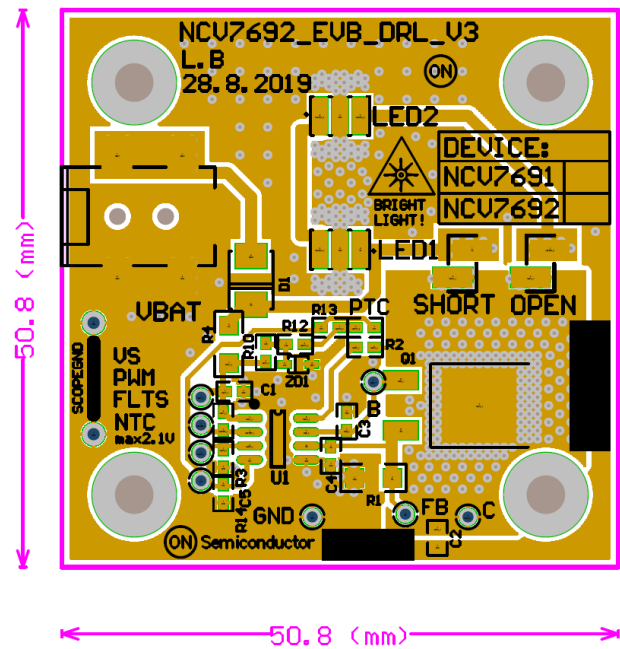 NCV7692_EVB_DRL_V3
L.B
28.8.2019
ON
LED2
DEVICE:
NCV7691
NCV7692
BRIGHT
LIGHT!
LED1
D1
SHORT OPEN
VBAT
R4
R13 PTC
R12
R10
R2
ZD1
Q1
SCOPEGND
VS
PWM
FLTS
NTC
max2.1V
C1
B
C3
U1
R3
C4
C5
R1
R14
GND
FB
C
C2
ON Semiconductor
50.8 (mm)
50.8 (mm)